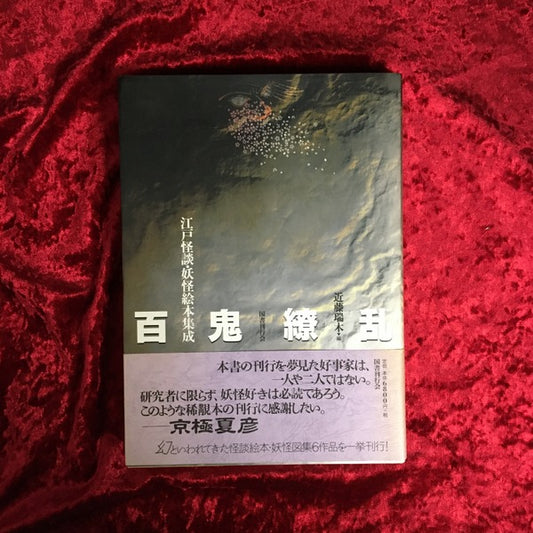 江戸怪談・妖怪絵本集成
百鬼繚乱
近藤瑞木・編
国書刊行会
本書の刊行を夢見た好事家は、
一人や二人ではない。
研究者に限らず、妖怪好きは必読であろう。
このような稀覯本の刊行に感謝したい。
――京極夏彦
幻といわれてきた怪談絵本・妖怪図集6作品を一挙刊行!
国書刊行会